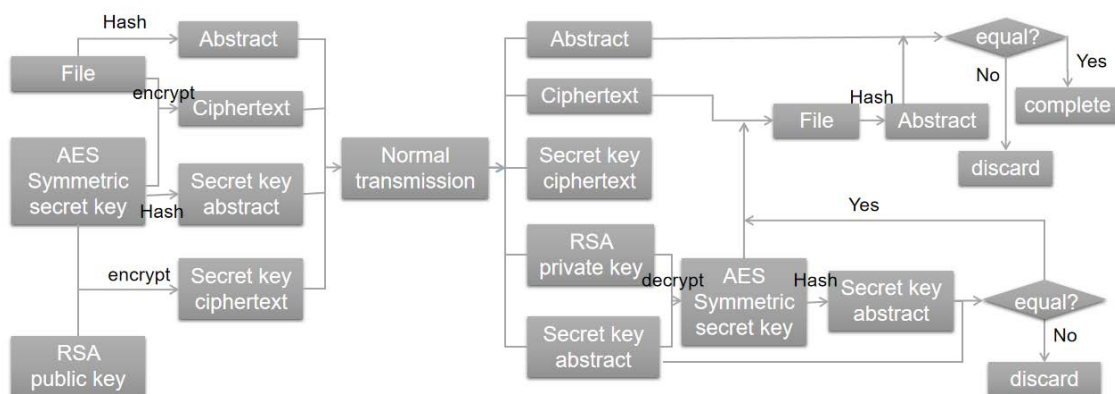 Hash
Abstract
File
encrypt
Ciphertext
AES
Symmetric
secret key
Hash
Secret key
abstract
encrypt
Secret key
ciphertext
RSA
public key
Normal
transmission
Abstract
Ciphertext
Secret key
ciphertext
RSA
private key
Secret key
abstract
decrypt
AES
Symmetric
secret key
Hash
Secret key
abstract
equal?
Yes
No
discard
File
Hash
Abstract
equal?
Yes
No
complete
discard